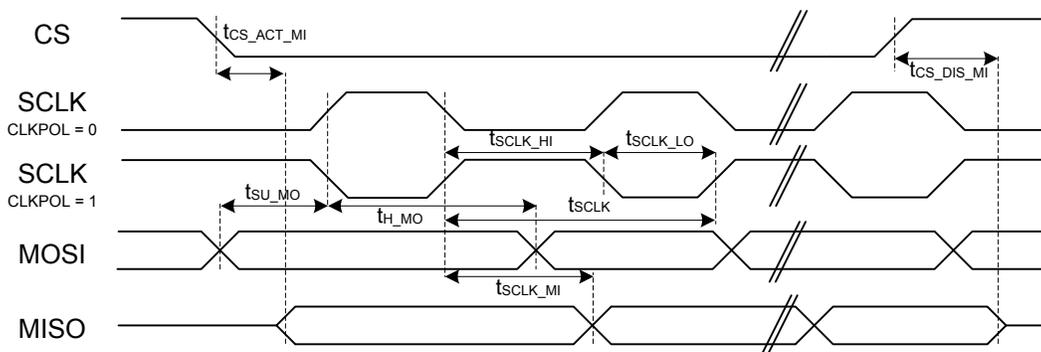 CS
tCS_ACT_MI
tCS_DIS_MI
SCLK
CLKPOL = 0
tSCLK_HI
tSCLK_LO
SCLK
CLKPOL = 1
tSU_MO
tH_MO
tSCLK
MOSI
tSCLK_MI
MISO